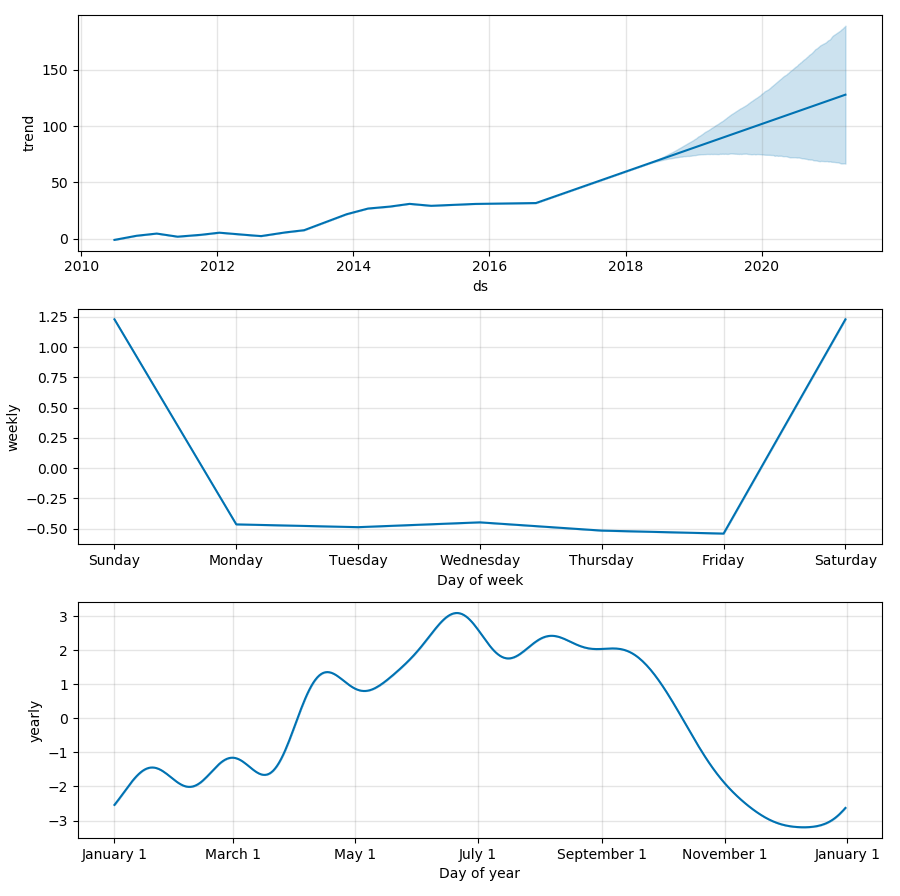 trend
150
100
50
0
2010 2012 2014 2016 2018 2020
ds
weekly
1.25
1.00
0.75
0.50
0.25
0.00
−0.25
−0.50
Sunday Monday Tuesday Wednesday Thursday Friday Saturday
Day of week
yearly
3
2
1
0
−1
−2
−3
January 1 March 1 May 1 July 1 September 1 November 1 January 1
Day of year